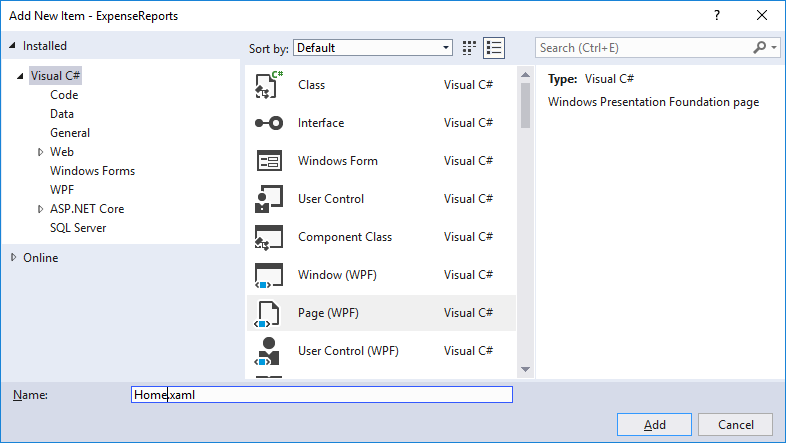 Add New Item - ExpenseReports
?
Installed
Sort by: Default
Search (Ctrl+E)
Visual C#
Code
Data
General
Web
Windows Forms
WPF
ASP.NET Core
SQL Server
Online
C#
Class Visual C#
Interface Visual C#
Windows Form Visual C#
User Control Visual C#
Component Class Visual C#
Window (WPF) Visual C#
Page (WPF) Visual C#
User Control (WPF) Visual C#
Type: Visual C#
Windows Presentation Foundation page
Name: Home.xaml
Add Cancel